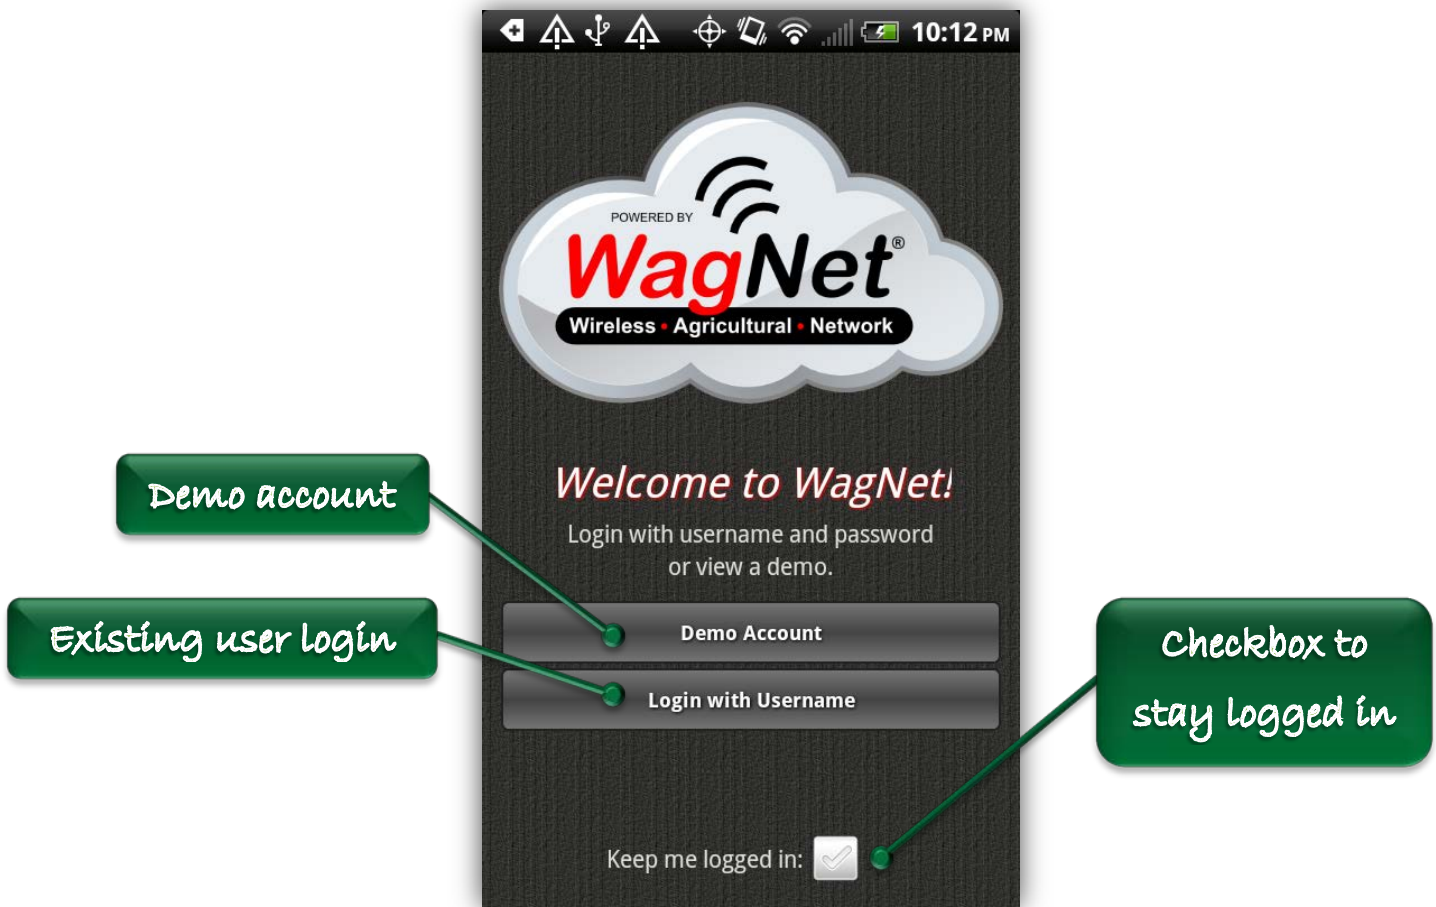 10:12 PM
POWERED BY
WagNet®
Wireless • Agricultural • Network
Welcome to WagNet!
Login with username and password
or view a demo.
Demo account
Demo Account
Existing user login
Login with Username
Checkbox to
stay logged in
Keep me logged in: